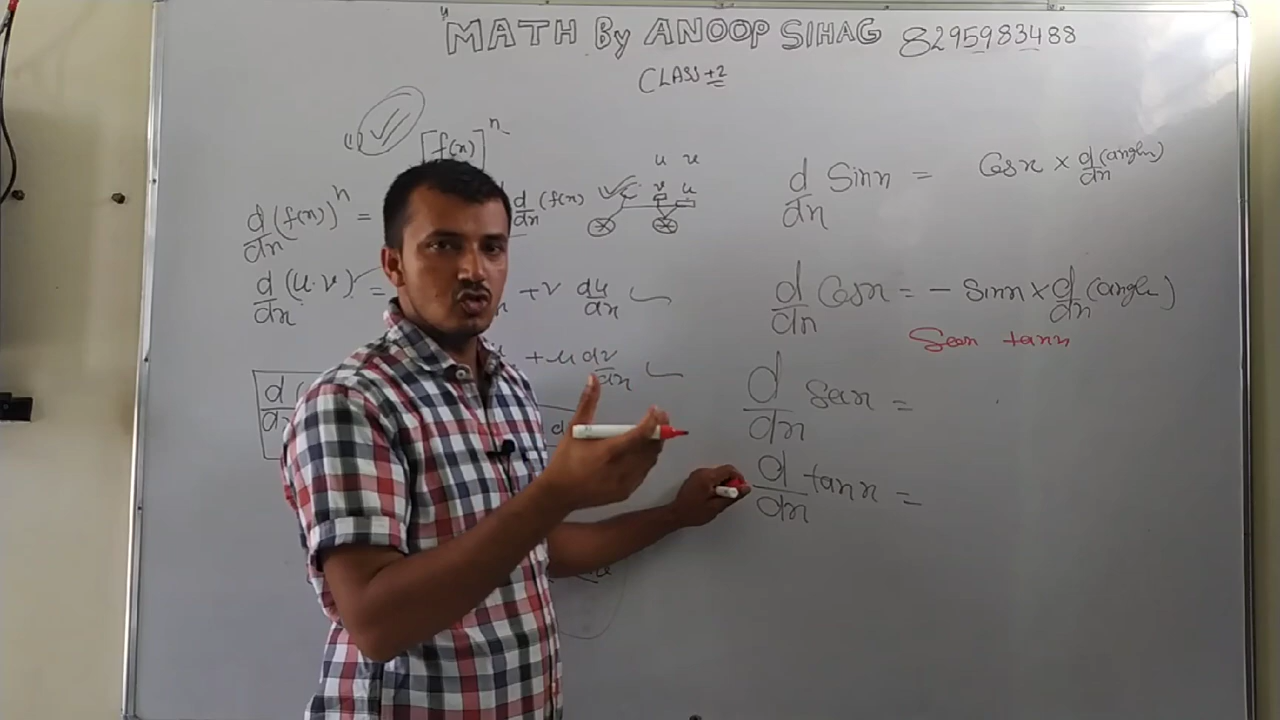 "MATH By ANOOP SIHAG 8295983488
CLASS +2
[f(x)]^n
d/dx (f(x))^n = d/dx (f(x))
u v
v u
d/dx (u.v) = + v du/dx
+ u dv/dx
d/dx Sinx = Cosx × d/dx (angle)
d/dx Cosx = - Sinx × d/dx (angle)
Secx tanx
d/dx Secx =
d/dx tanx =